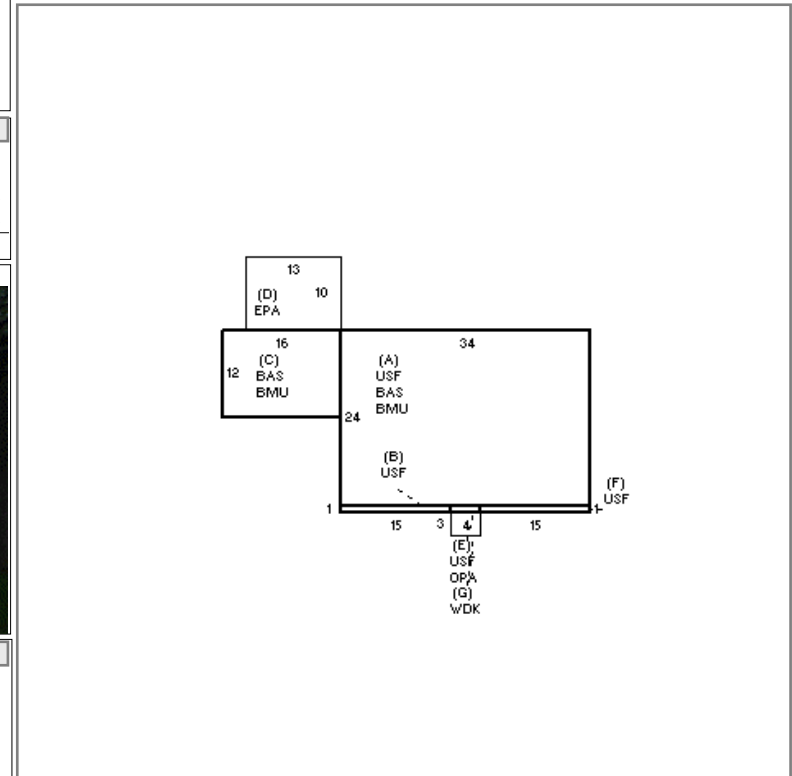 13
(D)
10
EPA
16
34
(C)
(A)
12
BAS
USF
BMU
BAS
BMU
24
(B)
USF
(F)
USF
1
1
15
3
4
15
(E)
USF
OPA
(G)
WDK